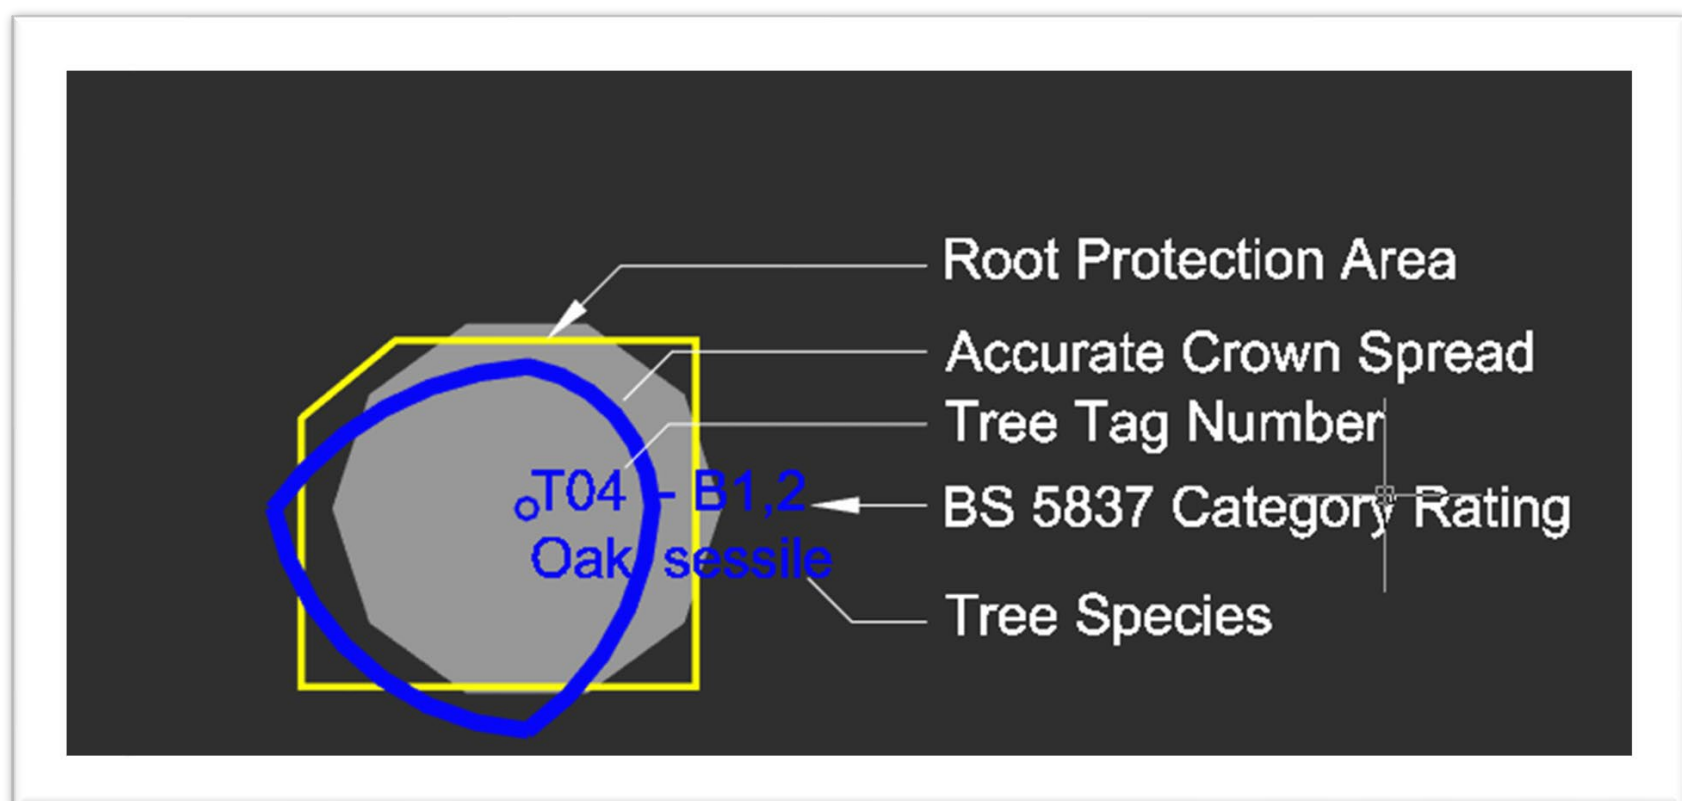 Root Protection Area
Accurate Crown Spread
Tree Tag Number
T04 - B1,2
BS 5837 Category Rating
Oak, sessile
Tree Species